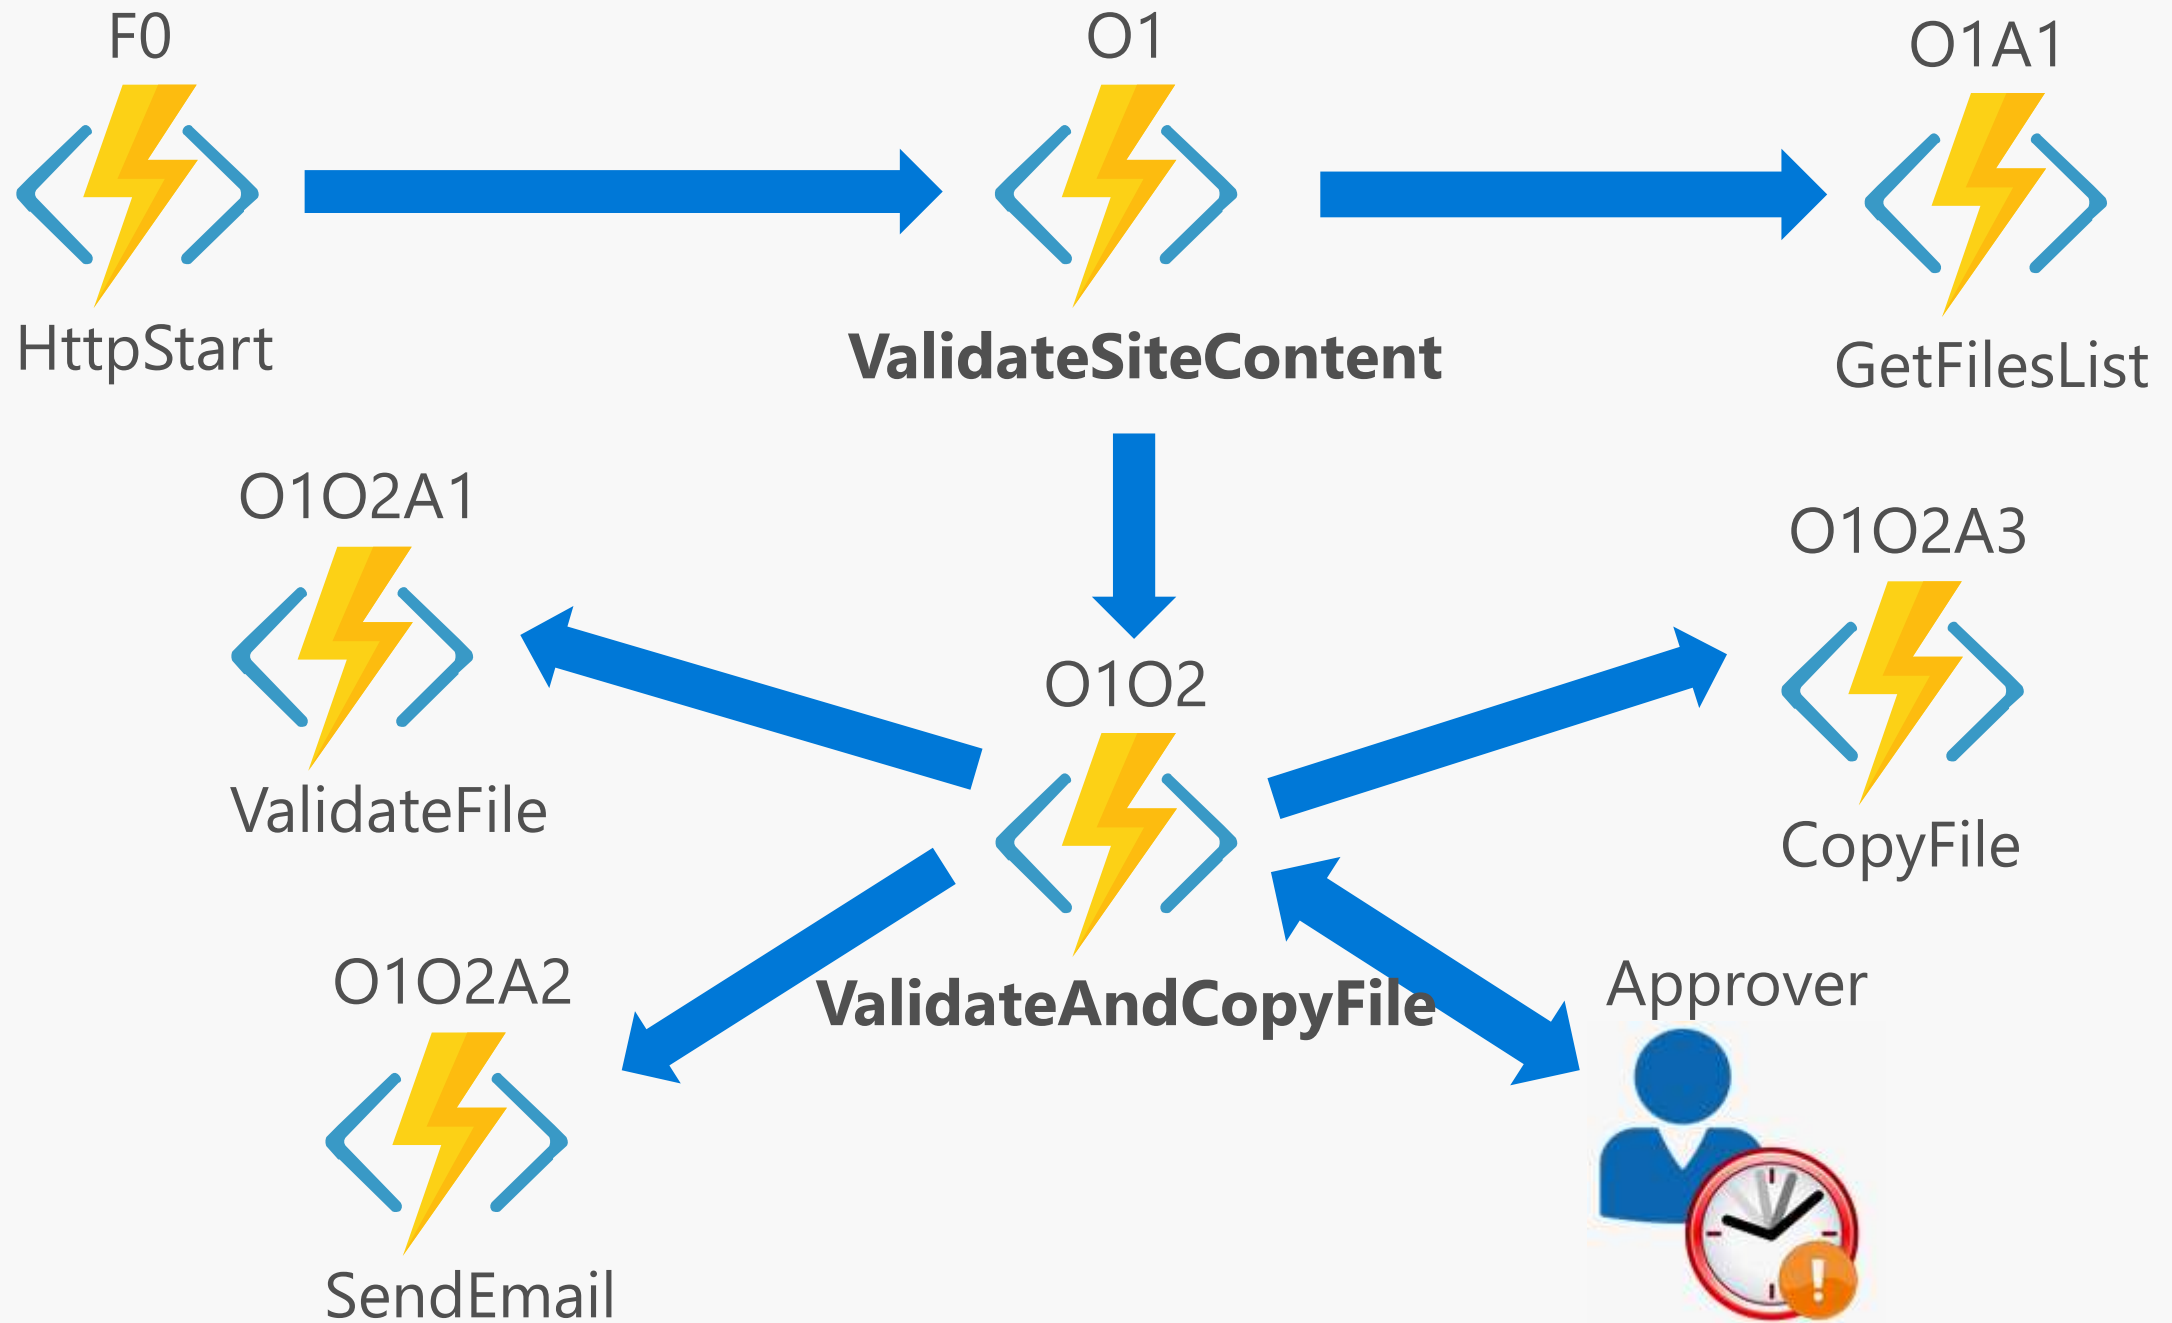 F0
O1
O1A1
HttpStart
ValidateSiteContent
GetFilesList
O1O2A1
O1O2A3
O1O2
ValidateFile
CopyFile
O1O2A2
ValidateAndCopyFile
Approver
SendEmail
!